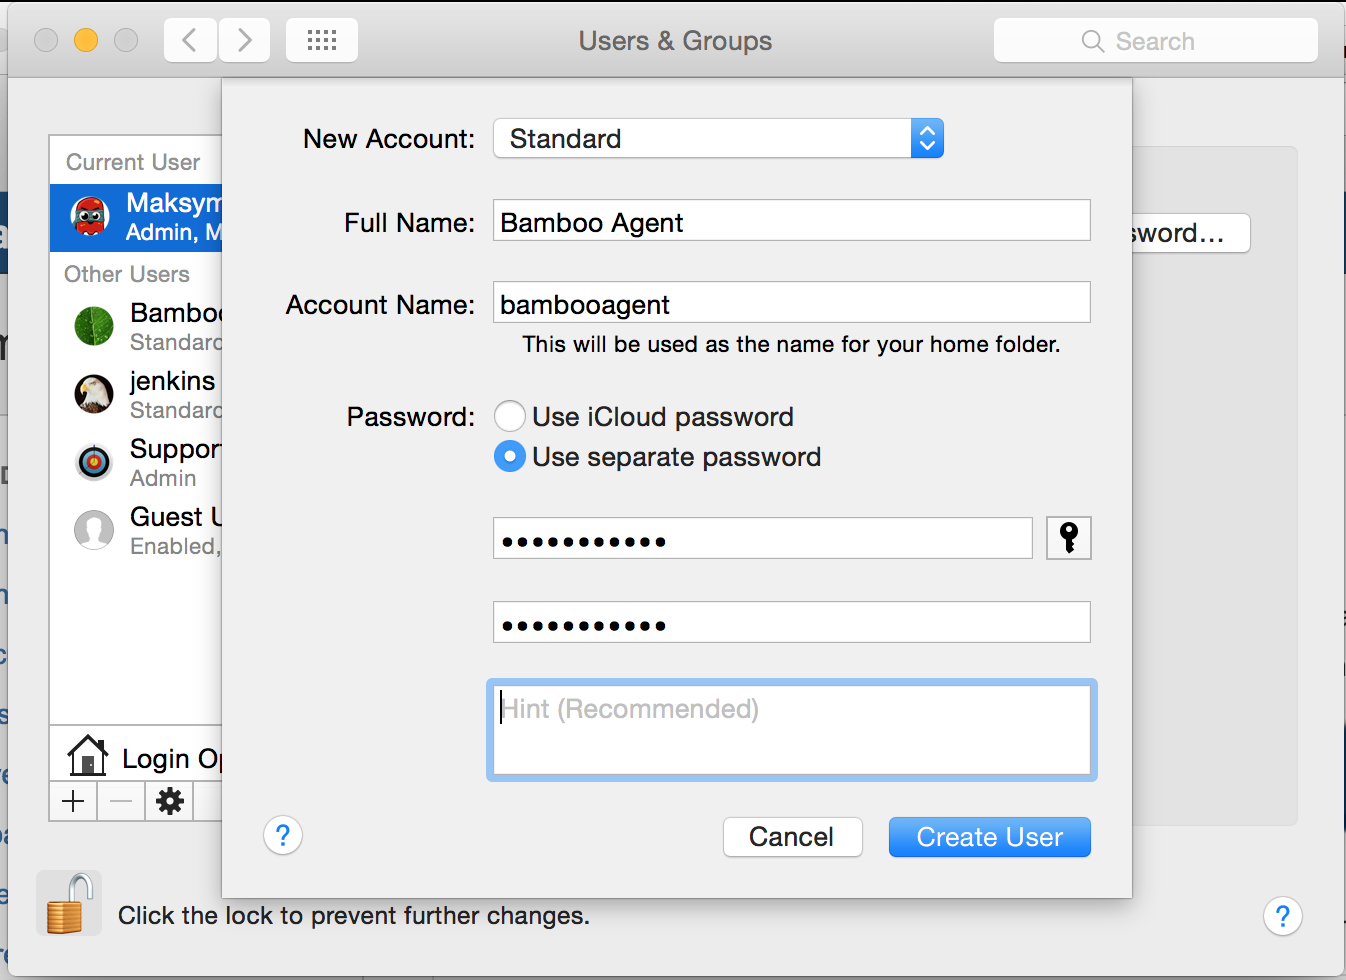 Users & Groups
Search
New Account: Standard
Current User
Maksym
Admin, M
sword...
Full Name: Bamboo Agent
Other Users
Bamboo
Standard
Account Name: bambooagent
This will be used as the name for your home folder.
jenkins
Standard
Password: Use iCloud password
Use separate password
Suppor
Admin
Guest U
Enabled,
•••••••••••
•••••••••••
Hint (Recommended)
Login Op
?
Cancel
Create User
Click the lock to prevent further changes.
?